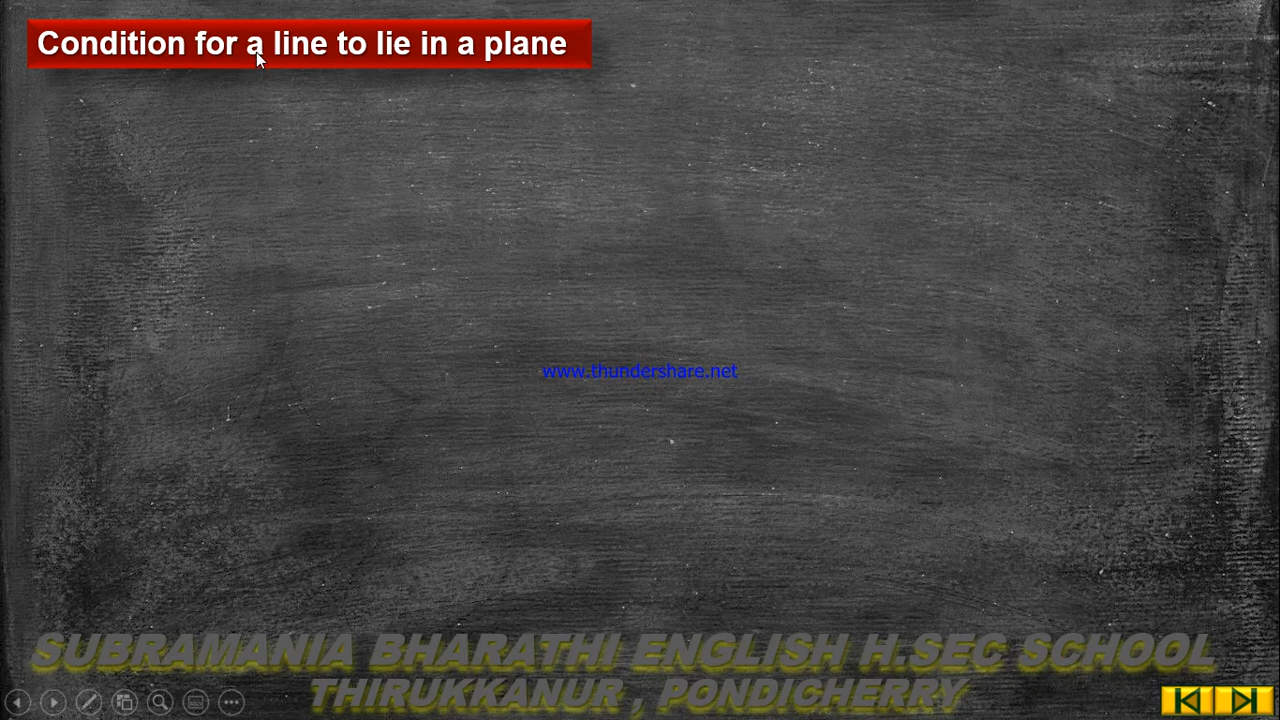 Condition for a line to lie in a plane
www.thundershare.net
SUBRAMANIA BHARATHI ENGLISH H.SEC SCHOOL
THIRUKKANUR , PONDICHERRY